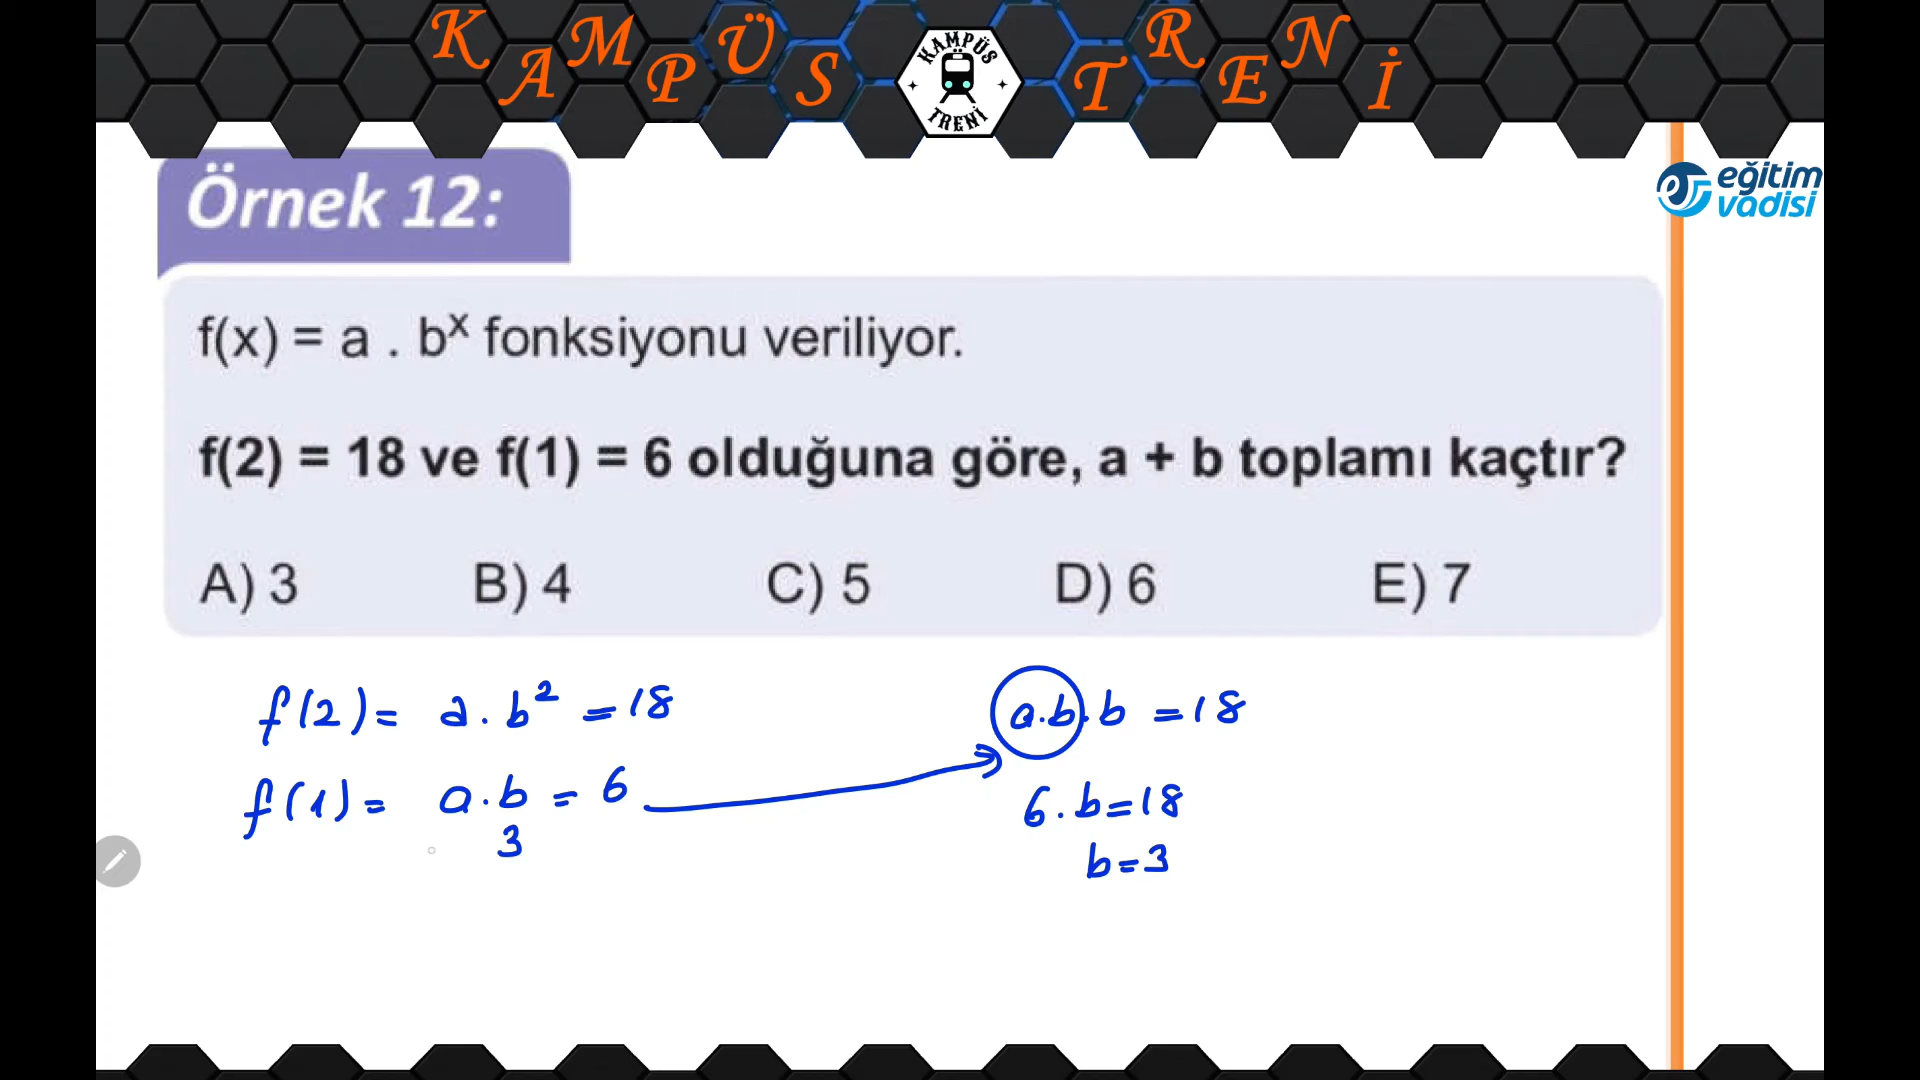 KAMPÜS TRENİ
KAMPÜS
TRENİ
eğitim
vadisi
Örnek 12:
f(x) = a . bˣ fonksiyonu veriliyor.
f(2) = 18 ve f(1) = 6 olduğuna göre, a + b toplamı kaçtır?
A) 3 B) 4 C) 5 D) 6 E) 7
f(2) = a.b² = 18 a.b.b = 18
f(1) = a.b = 6 6.b = 18
3 b = 3